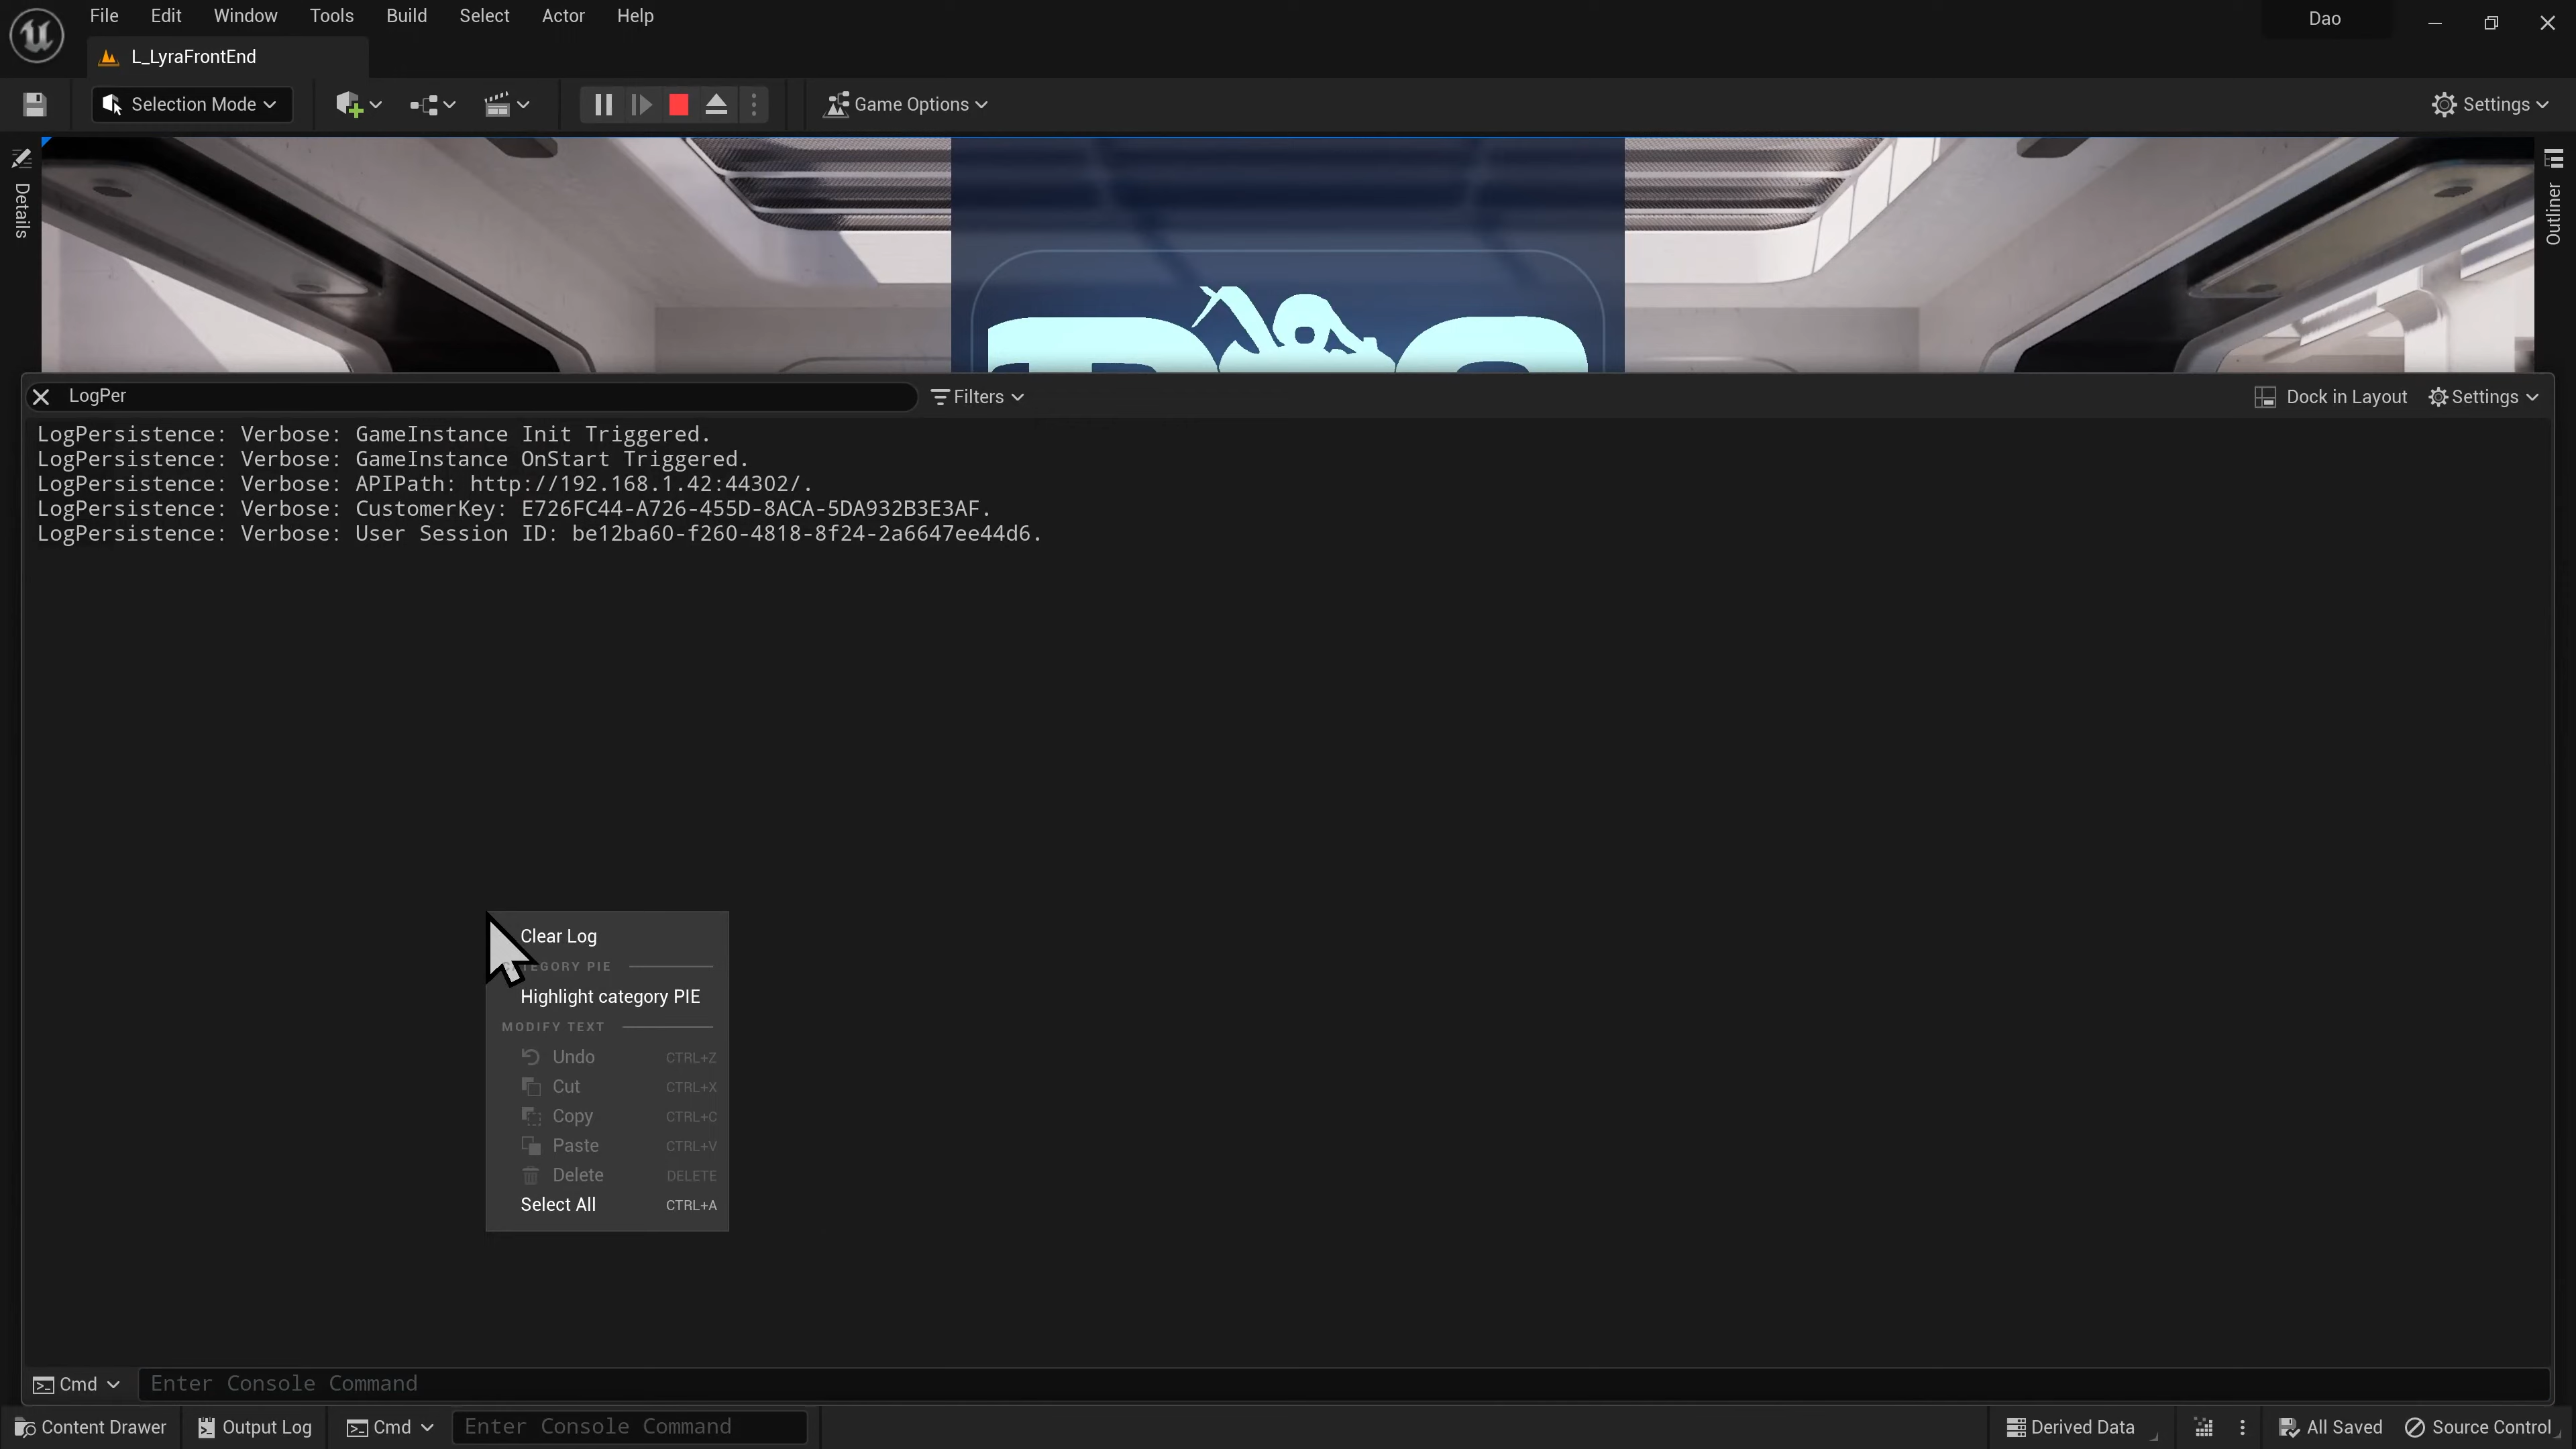 File Edit Window Tools Build Select Actor Help
Dao
L_LyraFrontEnd
Selection Mode
Game Options
Settings
Details
Outliner
LogPer
Filters
Dock in Layout
Settings
LogPersistence: Verbose: GameInstance Init Triggered.
LogPersistence: Verbose: GameInstance OnStart Triggered.
LogPersistence: Verbose: APIPath: http://192.168.1.42:44302/.
LogPersistence: Verbose: CustomerKey: E726FC44-A726-455D-8ACA-5DA932B3E3AF.
LogPersistence: Verbose: User Session ID: be12ba60-f260-4818-8f24-2a6647ee44d6.
Clear Log
PIE
Highlight category PIE
MODIFY TEXT
Undo CTRL+Z
Cut CTRL+X
Copy CTRL+C
Paste CTRL+V
Delete DELETE
Select All CTRL+A
Cmd Enter Console Command
Content Drawer Output Log Cmd Enter Console Command Derived Data All Saved Source Control